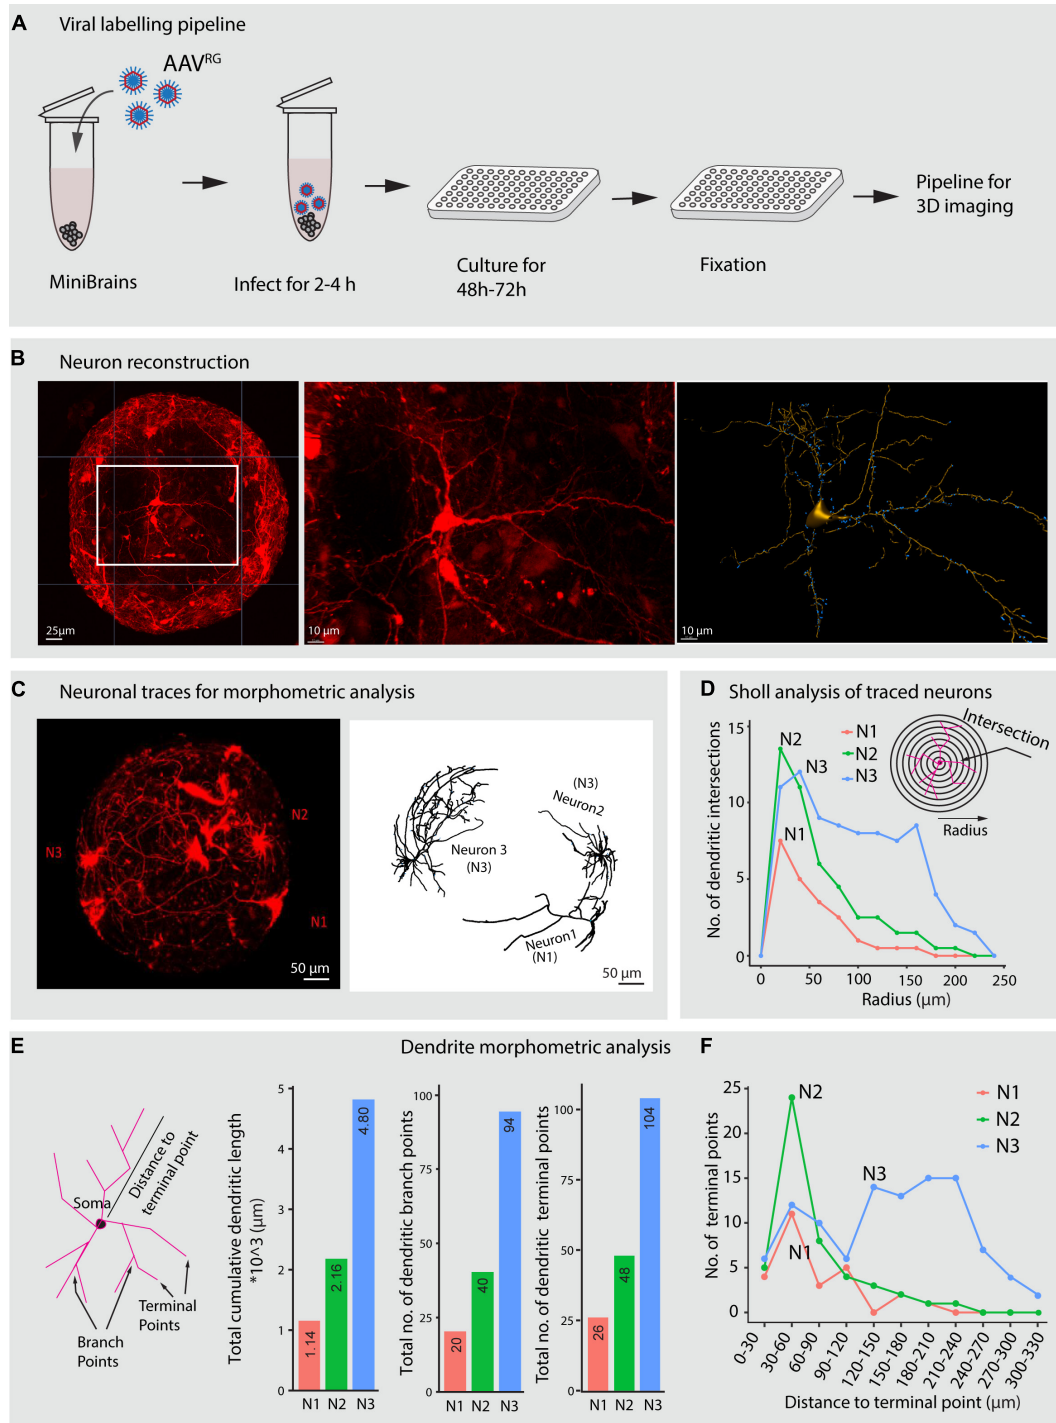 A Viral labelling pipeline
AAVRG
MiniBrains
Infect for 2-4 h
Culture for
48h-72h
Fixation
Pipeline for
3D imaging
B Neuron reconstruction
25μm
10 μm
10 μm
C Neuronal traces for morphometric analysis
N2
N3
N1
50 μm
(N3)
Neuron2
Neuron 3
(N3)
Neuron1
(N1)
50 μm
D Sholl analysis of traced neurons
No. of dendritic intersections
15
10
5
0
N2
N3
N1
N1
N2
N3
Intersection
Radius
0
50
100
150
200
250
Radius (μm)
E Dendrite morphometric analysis
Soma
Distance to
terminal point
Terminal
Points
Branch
Points
Total cumulative dendritic length
*10^3 (μm)
5
4
3
2
1
0
1.14
2.16
4.80
N1 N2 N3
Total no. of dendritic branch points
100
75
50
25
0
20
40
94
N1 N2 N3
Total no. of dendritic terminal points
100
75
50
25
0
26
48
104
N1 N2 N3
F
No. of terminal points
25
20
15
10
5
0
N2
N3
N1
N1
N2
N3
0-30
30-60
60-90
90-120
120-150
150-180
180-210
210-240
240-270
270-300
300-330
Distance to terminal point (μm)